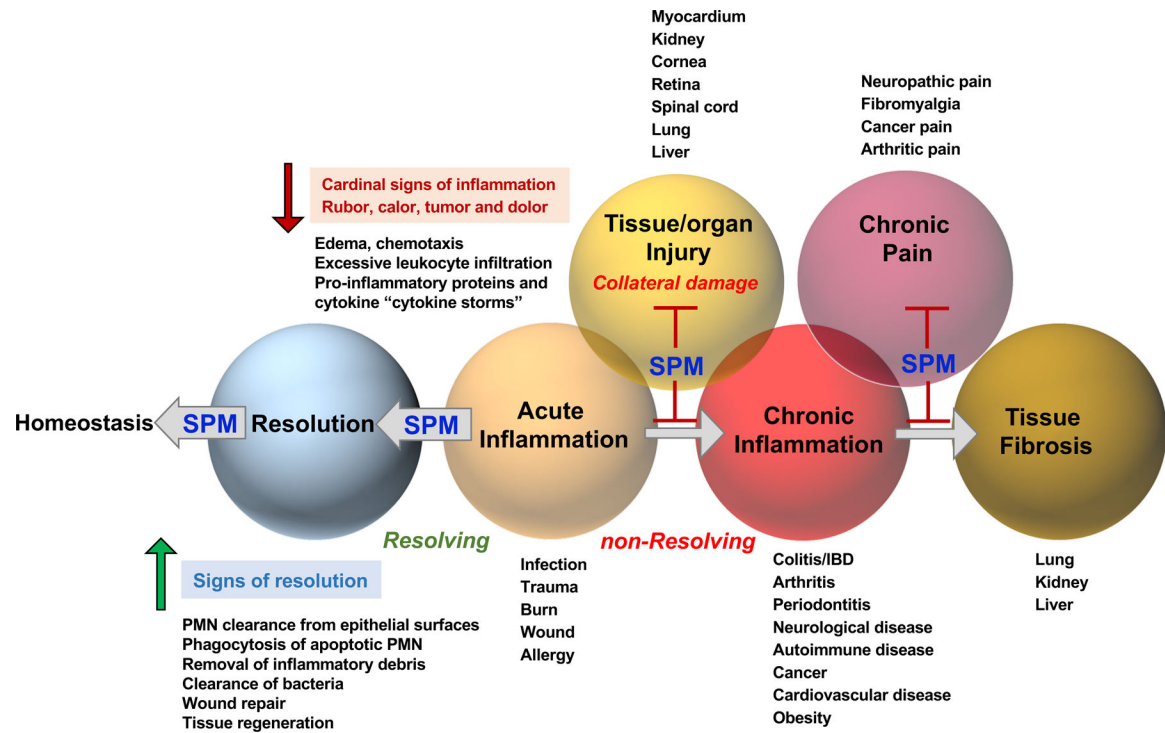 Myocardium
Kidney
Cornea
Retina
Spinal cord
Lung
Liver
Neuropathic pain
Fibromyalgia
Cancer pain
Arthritic pain
Cardinal signs of inflammation
Rubor, calor, tumor and dolor
Edema, chemotaxis
Excessive leukocyte infiltration
Pro-inflammatory proteins and
cytokine “cytokine storms”
Tissue/organ
Injury
Collateral damage
SPM
Chronic
Pain
SPM
Homeostasis
SPM
Resolution
SPM
Acute
Inflammation
Chronic
Inflammation
Tissue
Fibrosis
Resolving
non-Resolving
Signs of resolution
PMN clearance from epithelial surfaces
Phagocytosis of apoptotic PMN
Removal of inflammatory debris
Clearance of bacteria
Wound repair
Tissue regeneration
Infection
Trauma
Burn
Wound
Allergy
Colitis/IBD
Arthritis
Periodontitis
Neurological disease
Autoimmune disease
Cancer
Cardiovascular disease
Obesity
Lung
Kidney
Liver